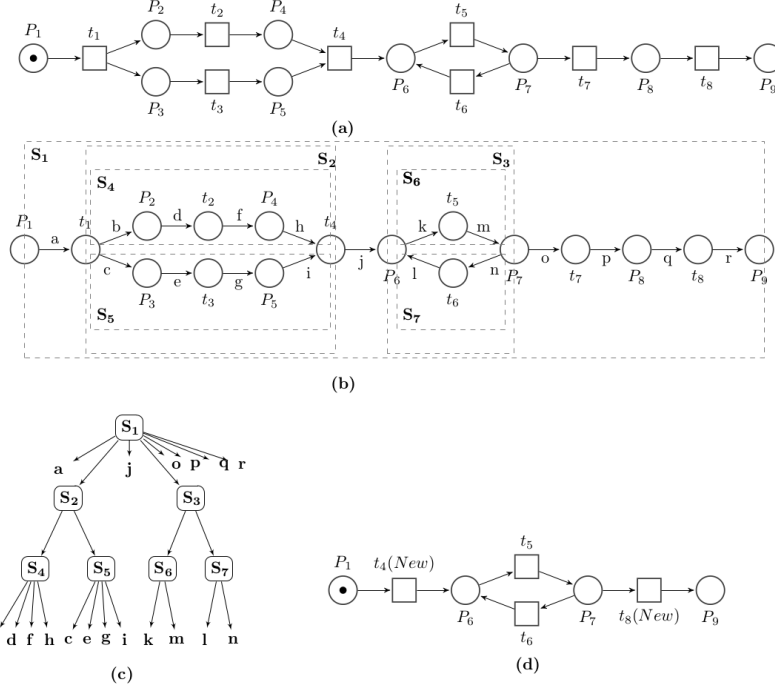 t2 t5
P2 P4
P1 t1 t4
P6 P7 t7 P8 t8 P9
P3 t3 P5 t6
(a)
S1 S2 S3
S4 S6
P2 t2 P4 t5
P1 t1 b d f h t4 k m
a j o p q r
c e g i P6 l n P7 t7 P8 t8 P9
P3 t3 P5 t6
S5 S7
(b)
S1
a j o p q r
S2 S3
S4 S5 S6 S7
d f h c e g i k m l n
(c)
t5
P1 t4(New)
P6 P7 t8(New) P9
t6
(d)